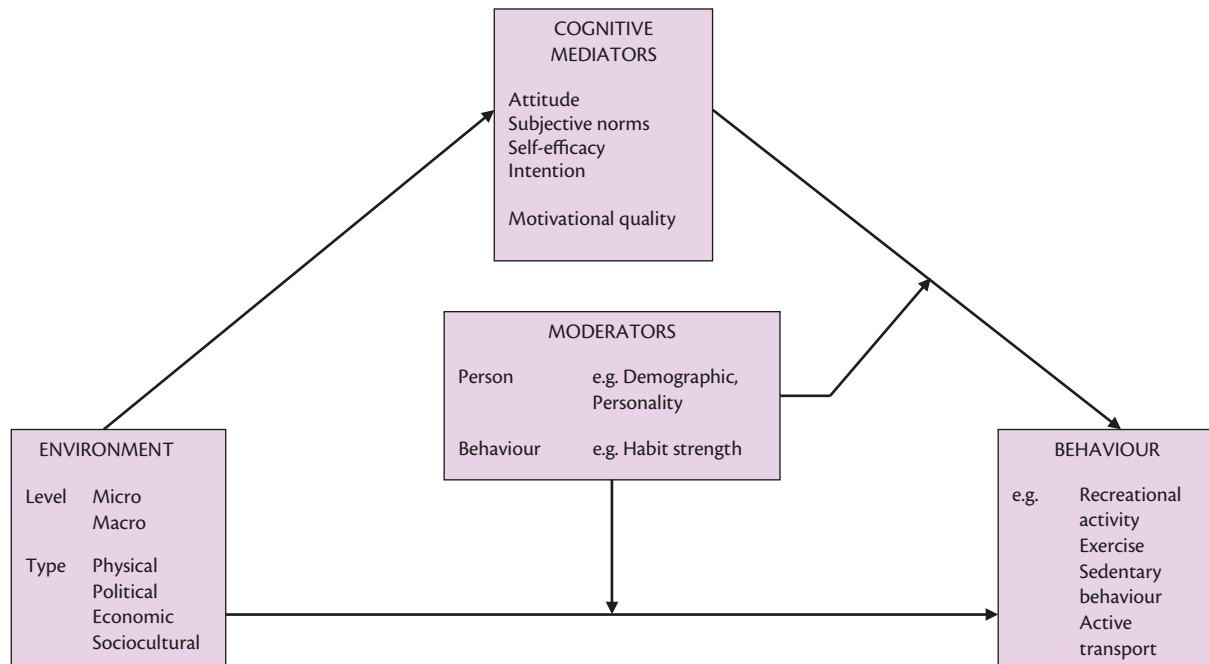 COGNITIVE
MEDIATORS
Attitude
Subjective norms
Self-efficacy
Intention
Motivational quality
MODERATORS
Person e.g. Demographic,
Personality
Behaviour e.g. Habit strength
ENVIRONMENT
Level Micro
Macro
Type Physical
Political
Economic
Sociocultural
BEHAVIOUR
e.g. Recreational
activity
Exercise
Sedentary
behaviour
Active
transport